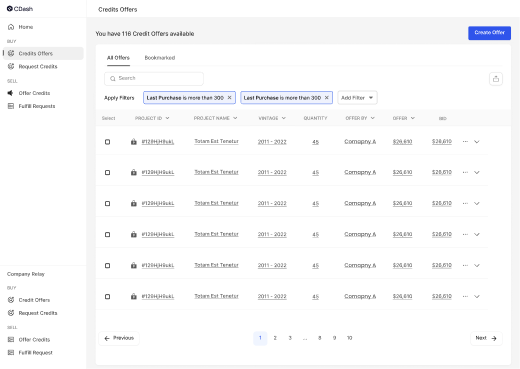 CDash
Credits Offers
Home
BUY
Credits Offers
Request Credits
SELL
Offer Credits
Fulfill Requests
Company Relay
BUY
Credit Offers
Request Credits
SELL
Offer Credits
Fulfill Request
You have 116 Credit Offers available
Create Offer
All Offers Bookmarked
Search
Apply Filters Last Purchase is more than 300 × Last Purchase is more than 300 × Add Filter
Select PROJECT ID PROJECT NAME VINTAGE QUANTITY OFFER BY OFFER BID
#129HjH9ukL Totam Est Tenetur 2011 - 2022 45 Comapny A $26,610 $26,610 ...
#129HjH9ukL Totam Est Tenetur 2011 - 2022 45 Comapny A $26,610 $26,610 ...
#129HjH9ukL Totam Est Tenetur 2011 - 2022 45 Comapny A $26,610 $26,610 ...
#129HjH9ukL Totam Est Tenetur 2011 - 2022 45 Comapny A $26,610 $26,610 ...
#129HjH9ukL Totam Est Tenetur 2011 - 2022 45 Comapny A $26,610 $26,610 ...
#129HjH9ukL Totam Est Tenetur 2011 - 2022 45 Comapny A $26,610 $26,610 ...
Previous 1 2 3 ... 8 9 10 Next